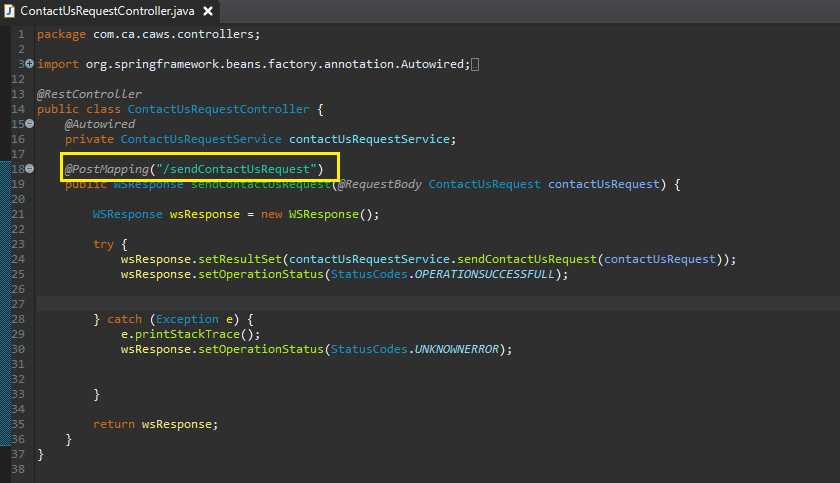 ContactUsRequestController.java
1 package com.ca.caws.controllers;
2
3 import org.springframework.beans.factory.annotation.Autowired;
12
13 @RestController
14 public class ContactUsRequestController {
15 @Autowired
16 private ContactUsRequestService contactUsRequestService;
17
18 @PostMapping("/sendContactUsRequest")
19 public WSResponse sendContactUsRequest(@RequestBody ContactUsRequest contactUsRequest) {
20
21 WSResponse wsResponse = new WSResponse();
22
23 try {
24 wsResponse.setResultSet(contactUsRequestService.sendContactUsRequest(contactUsRequest));
25 wsResponse.setOperationStatus(StatusCodes.OPERATIONSUCCESSFULL);
26
27
28 } catch (Exception e) {
29 e.printStackTrace();
30 wsResponse.setOperationStatus(StatusCodes.UNKNOWNERROR);
31
32
33 }
34
35 return wsResponse;
36 }
37 }
38